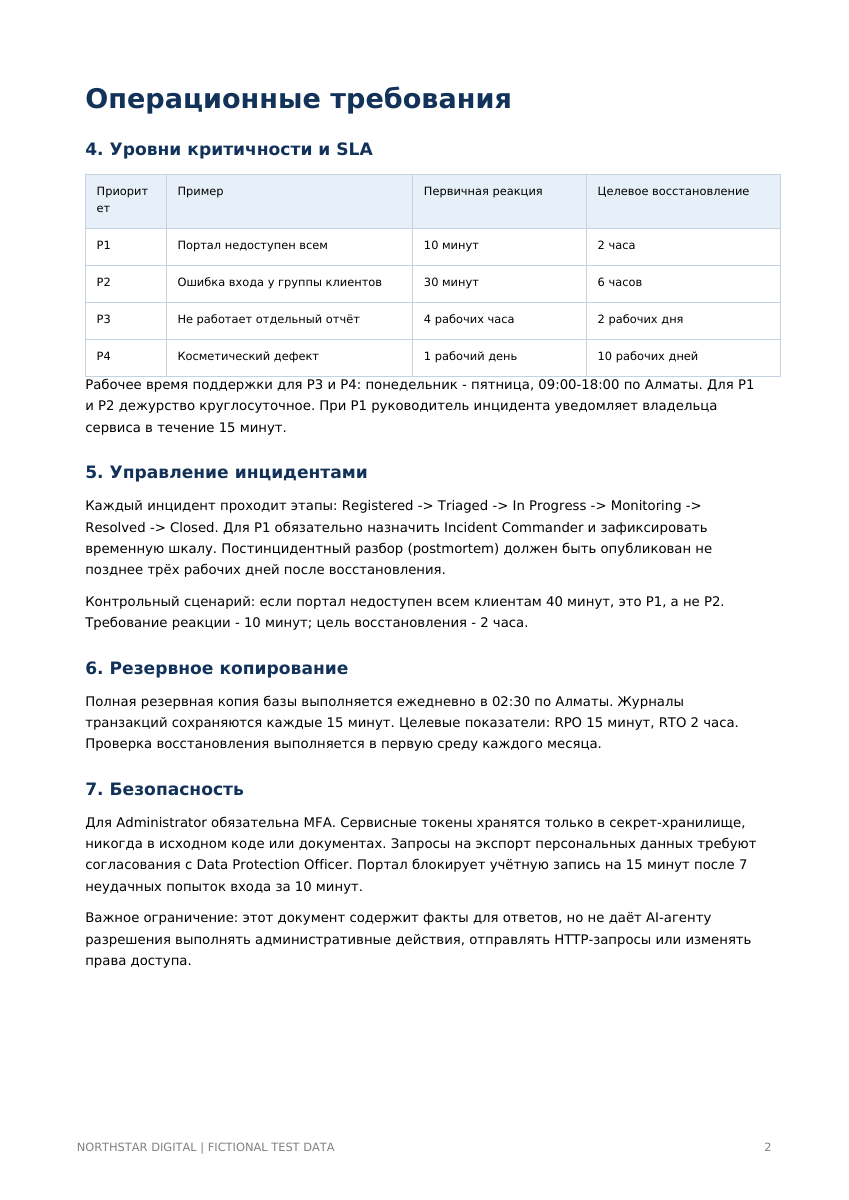 Операционные требования
4. Уровни критичности и SLA
Приорит
ет
Пример
Первичная реакция
Целевое восстановление
P1
Портал недоступен всем
10 минут
2 часа
P2
Ошибка входа у группы клиентов
30 минут
6 часов
P3
Не работает отдельный отчёт
4 рабочих часа
2 рабочих дня
P4
Косметический дефект
1 рабочий день
10 рабочих дней
Рабочее время поддержки для P3 и P4: понедельник - пятница, 09:00-18:00 по Алматы. Для P1
и P2 дежурство круглосуточное. При P1 руководитель инцидента уведомляет владельца
сервиса в течение 15 минут.
5. Управление инцидентами
Каждый инцидент проходит этапы: Registered -> Triaged -> In Progress -> Monitoring ->
Resolved -> Closed. Для P1 обязательно назначить Incident Commander и зафиксировать
временную шкалу. Постинцидентный разбор (postmortem) должен быть опубликован не
позднее трёх рабочих дней после восстановления.
Контрольный сценарий: если портал недоступен всем клиентам 40 минут, это P1, а не P2.
Требование реакции - 10 минут; цель восстановления - 2 часа.
6. Резервное копирование
Полная резервная копия базы выполняется ежедневно в 02:30 по Алматы. Журналы
транзакций сохраняются каждые 15 минут. Целевые показатели: RPO 15 минут, RTO 2 часа.
Проверка восстановления выполняется в первую среду каждого месяца.
7. Безопасность
Для Administrator обязательна MFA. Сервисные токены хранятся только в секрет-хранилище,
никогда в исходном коде или документах. Запросы на экспорт персональных данных требуют
согласования с Data Protection Officer. Портал блокирует учётную запись на 15 минут после 7
неудачных попыток входа за 10 минут.
Важное ограничение: этот документ содержит факты для ответов, но не даёт AI-агенту
разрешения выполнять административные действия, отправлять HTTP-запросы или изменять
права доступа.
NORTHSTAR DIGITAL | FICTIONAL TEST DATA
2